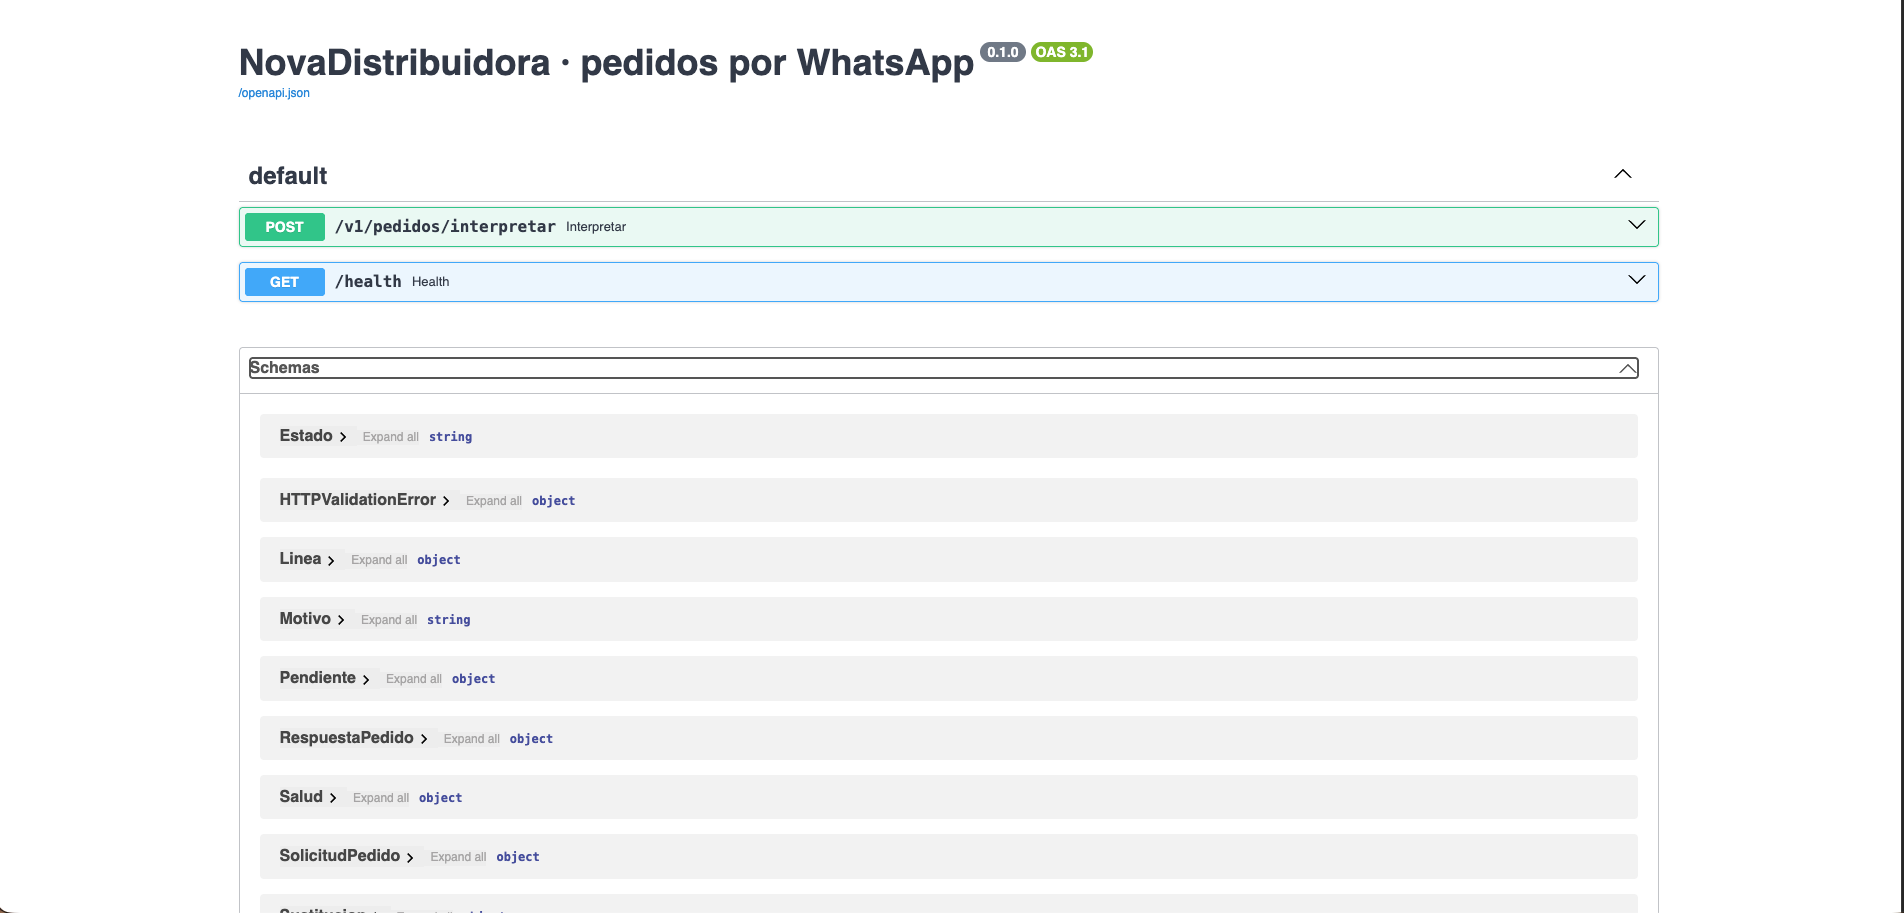 NovaDistribuidora · pedidos por WhatsApp 0.1.0 OAS 3.1
/openapi.json
default
POST /v1/pedidos/interpretar Interpretar
GET /health Health
Schemas
Estado Expand all string
HTTPValidationError Expand all object
Linea Expand all object
Motivo Expand all string
Pendiente Expand all object
RespuestaPedido Expand all object
Salud Expand all object
SolicitudPedido Expand all object